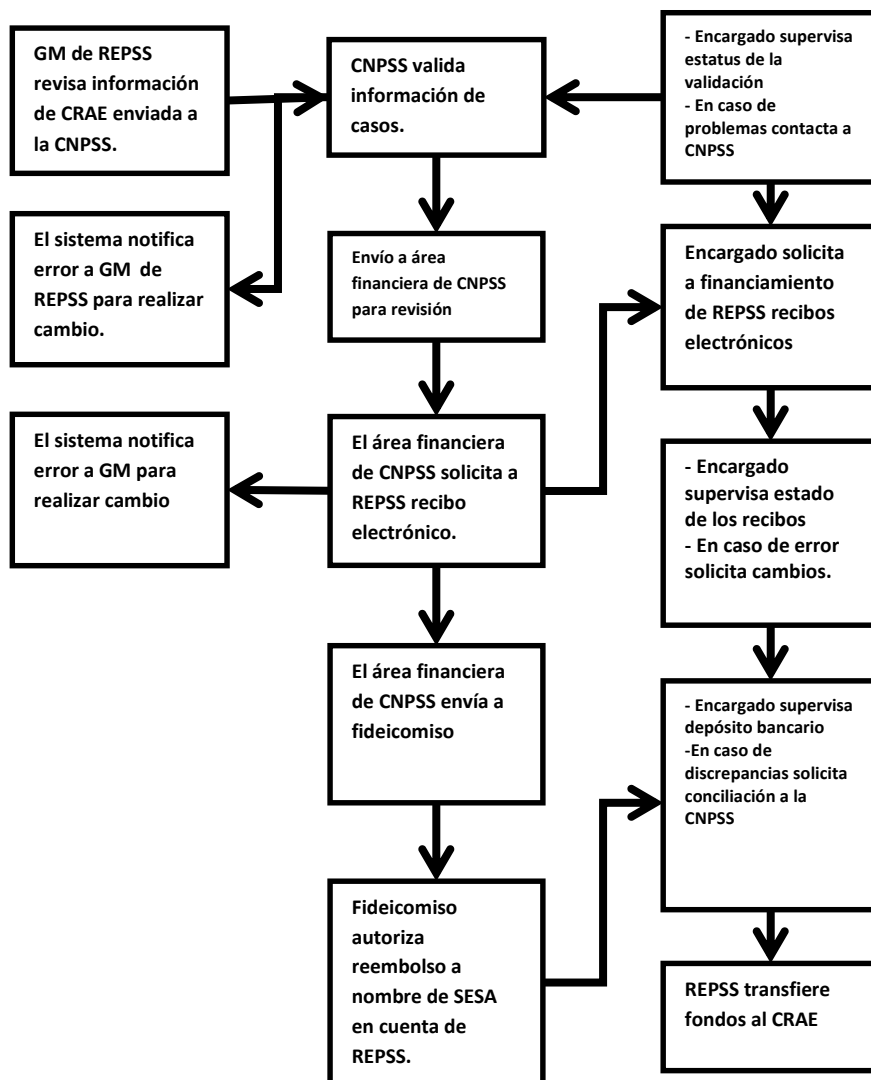 GM de REPSS
revisa información
de CRAE enviada a
la CNPSS.
CNPSS valida
información de
casos.
- Encargado supervisa
estatus de la
validación
- En caso de
problemas contacta a
CNPSS
El sistema notifica
error a GM de
REPSS para realizar
cambio.
Envío a área
financiera de CNPSS
para revisión
Encargado solicita
a financiamiento
de REPSS recibos
electrónicos
El sistema notifica
error a GM para
realizar cambio
El área financiera
de CNPSS solicita a
REPSS recibo
electrónico.
- Encargado
supervisa estado
de los recibos
- En caso de error
solicita cambios.
El área financiera
de CNPSS envía a
fideicomiso
- Encargado supervisa
depósito bancario
-En caso de
discrepancias solicita
conciliación a la
CNPSS
Fideicomiso
autoriza
reembolso a
nombre de SESA
en cuenta de
REPSS.
REPSS transfiere
fondos al CRAE